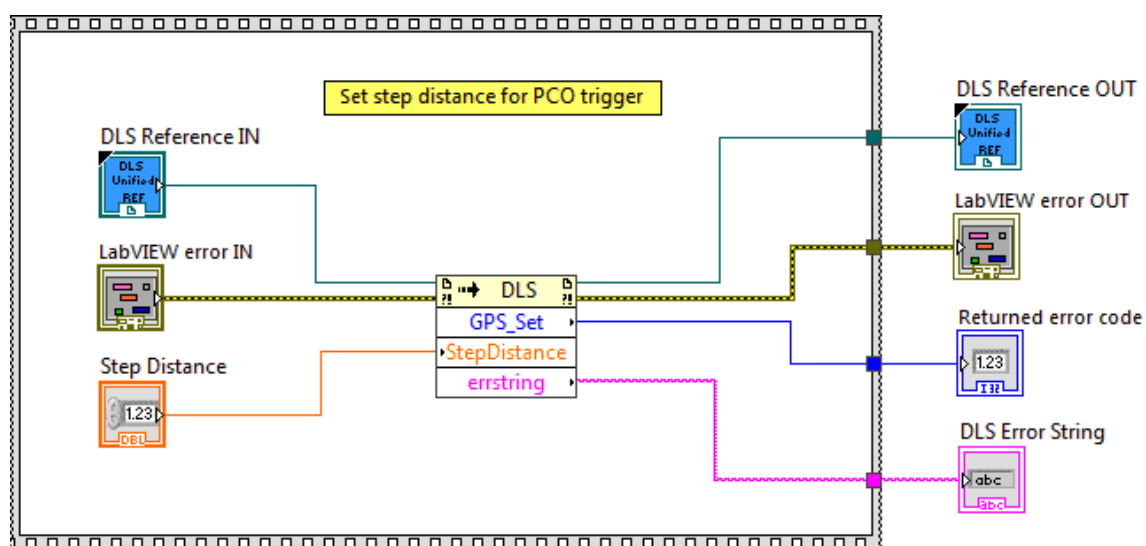 Set step distance for PCO trigger
DLS Reference IN
DLS
Unified
REF
LabVIEW error IN
Step Distance
1.23
DBL
DLS
GPS_Set
StepDistance
errstring
DLS Reference OUT
DLS
Unified
REF
LabVIEW error OUT
Returned error code
1.23
I32
DLS Error String
abc
abc